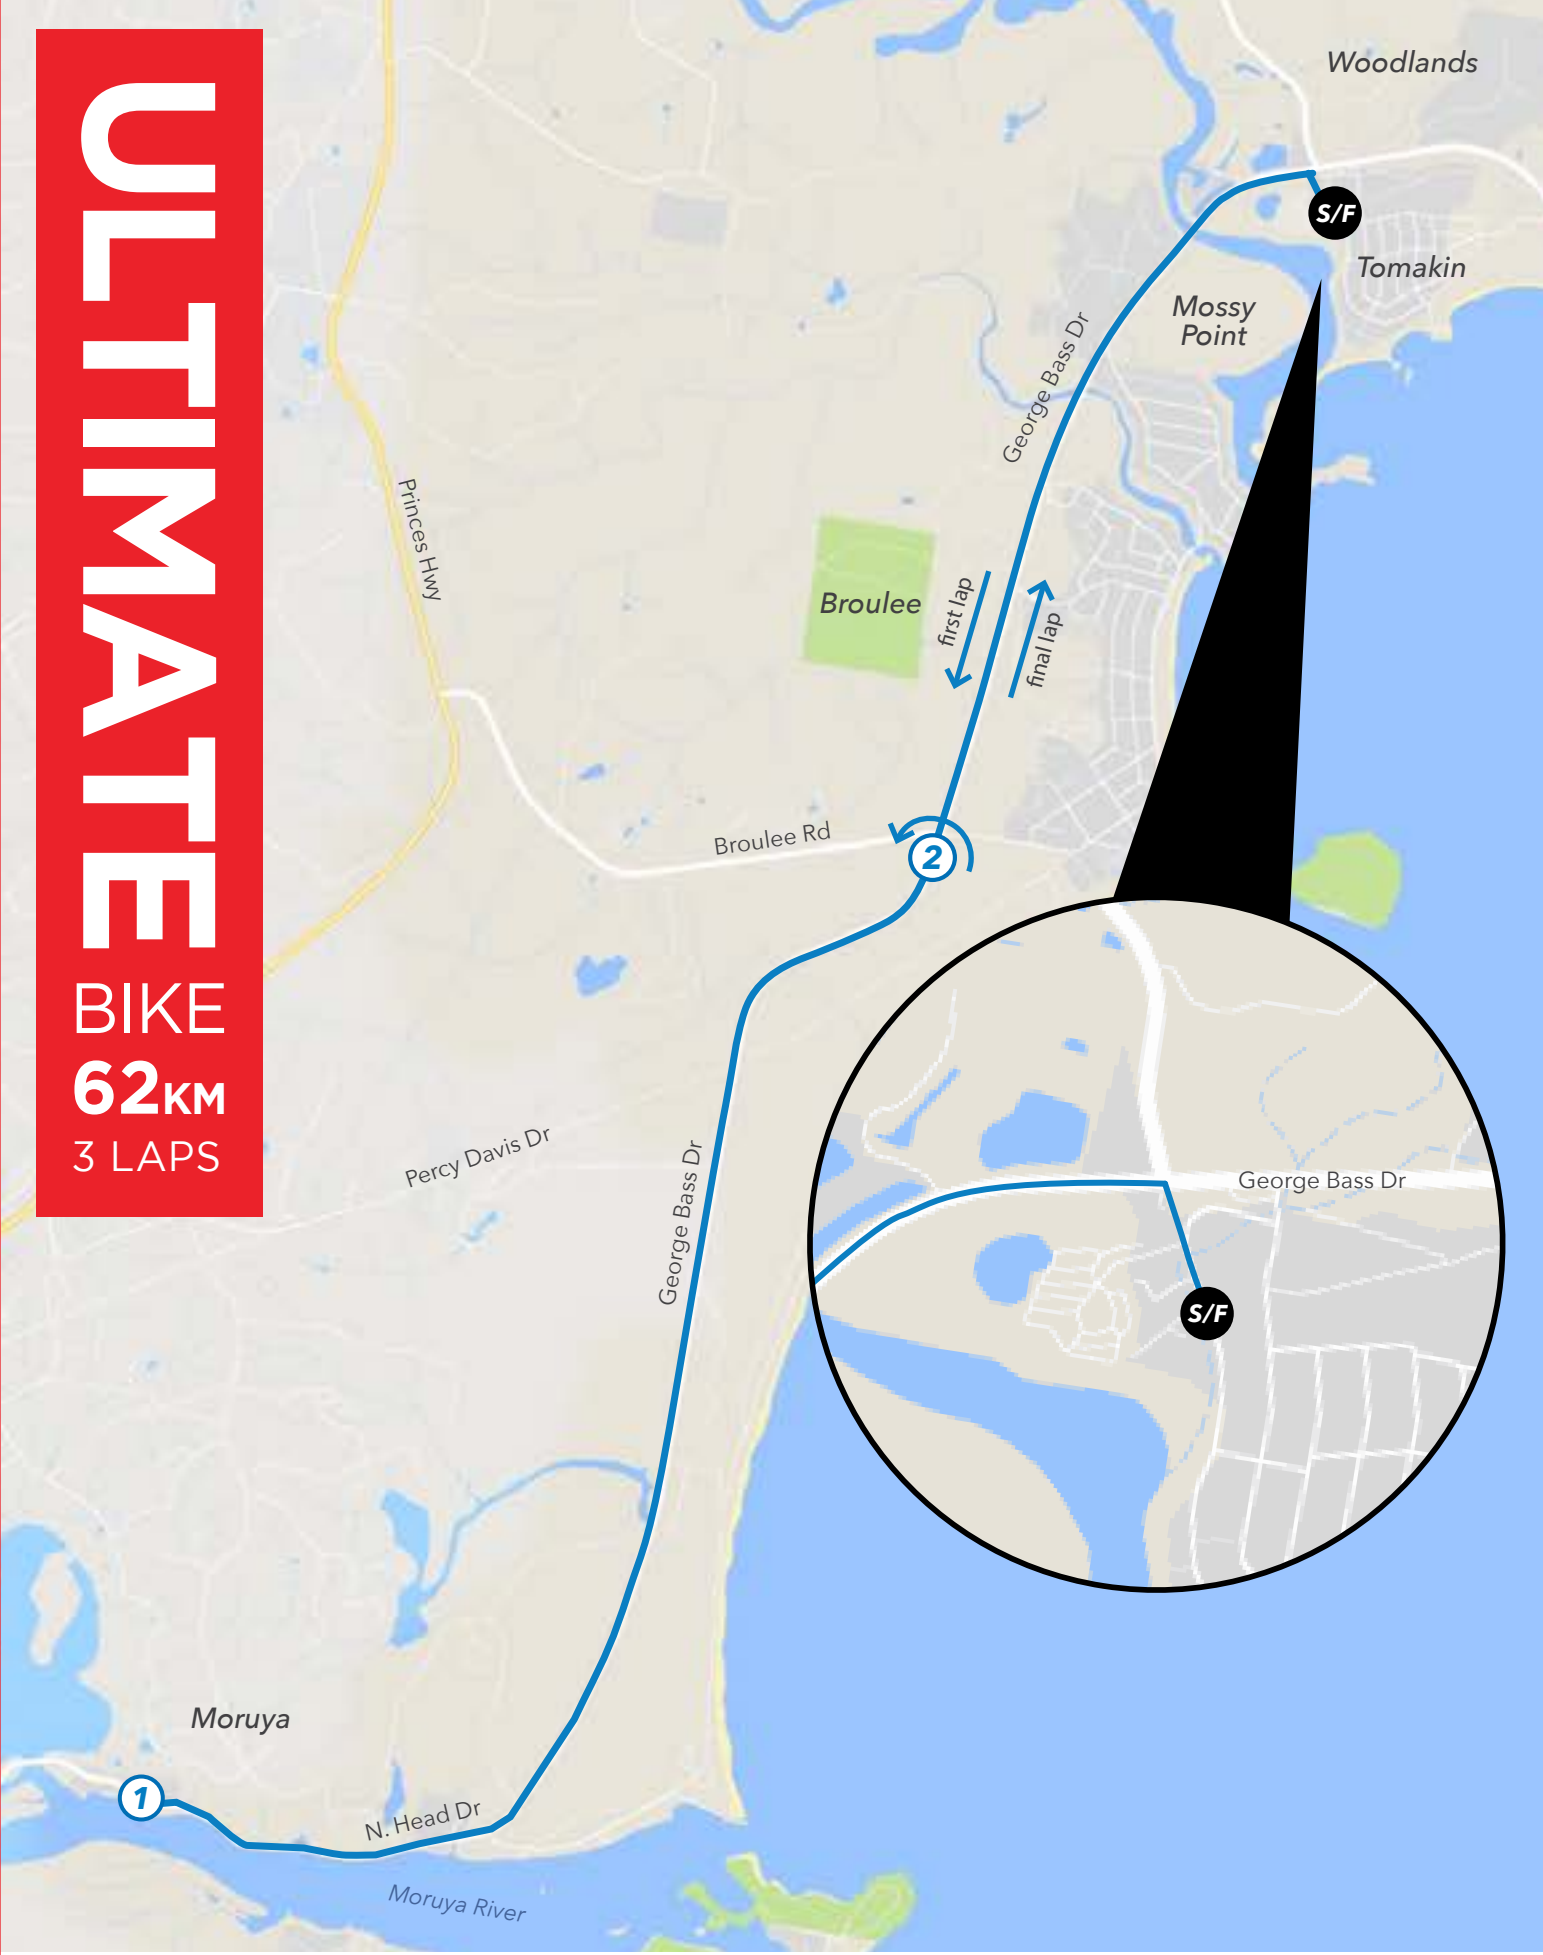 ULTIMATE
BIKE
62KM
3 LAPS
Woodlands
S/F
Tomakin
Mossy
Point
George Bass Dr
Princes Hwy
Broulee
first lap
final lap
Broulee Rd
2
George Bass Dr
S/F
Percy Davis Dr
George Bass Dr
Moruya
1
N. Head Dr
Moruya River